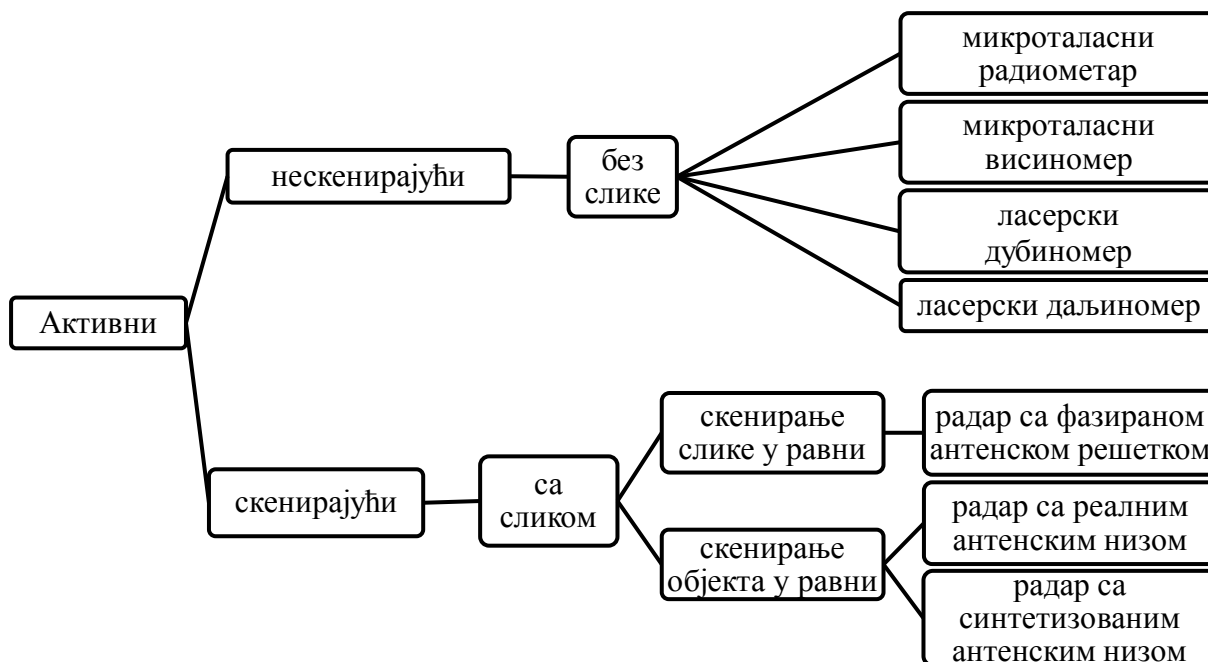 микроталасни
радиометар
микроталасни
висиномер
нескенирајући
без
слике
ласерски
дубиномер
ласерски даљиномер
Активни
скенирајући
са
сликом
скенирање
слике у равни
радар са фазираном
антенском решетком
скенирање
објекта у равни
радар са реалним
антенским низом
радар са
синтетизованим
антенским низом